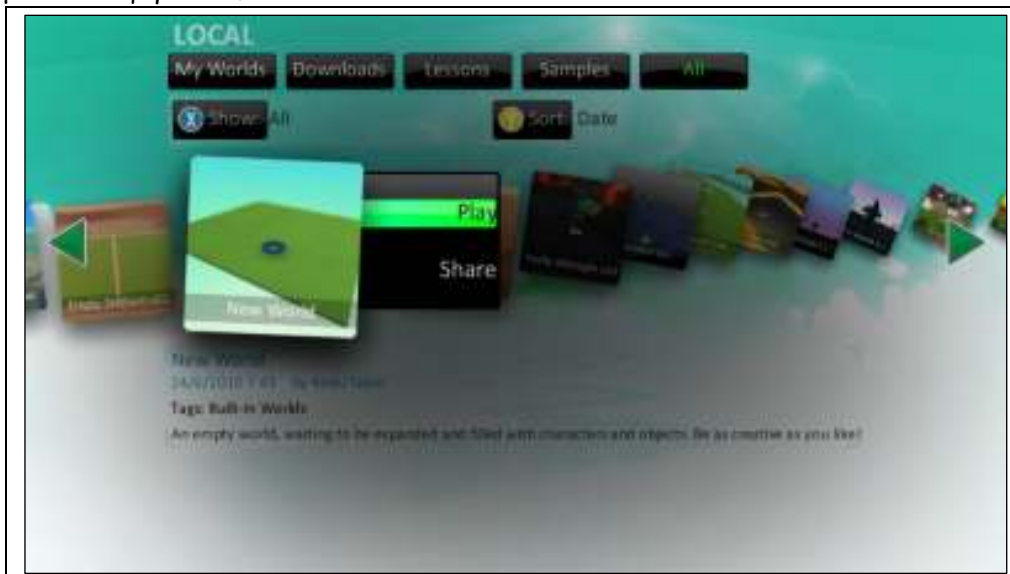 LOCAL
My Worlds Downloads Lessons Samples All
Show: All Sort: Date
Play
Share
New World
New World
Tags: Built-In Worlds
An empty world, waiting to be expanded and filled with characters and objects. Be as creative as you like!